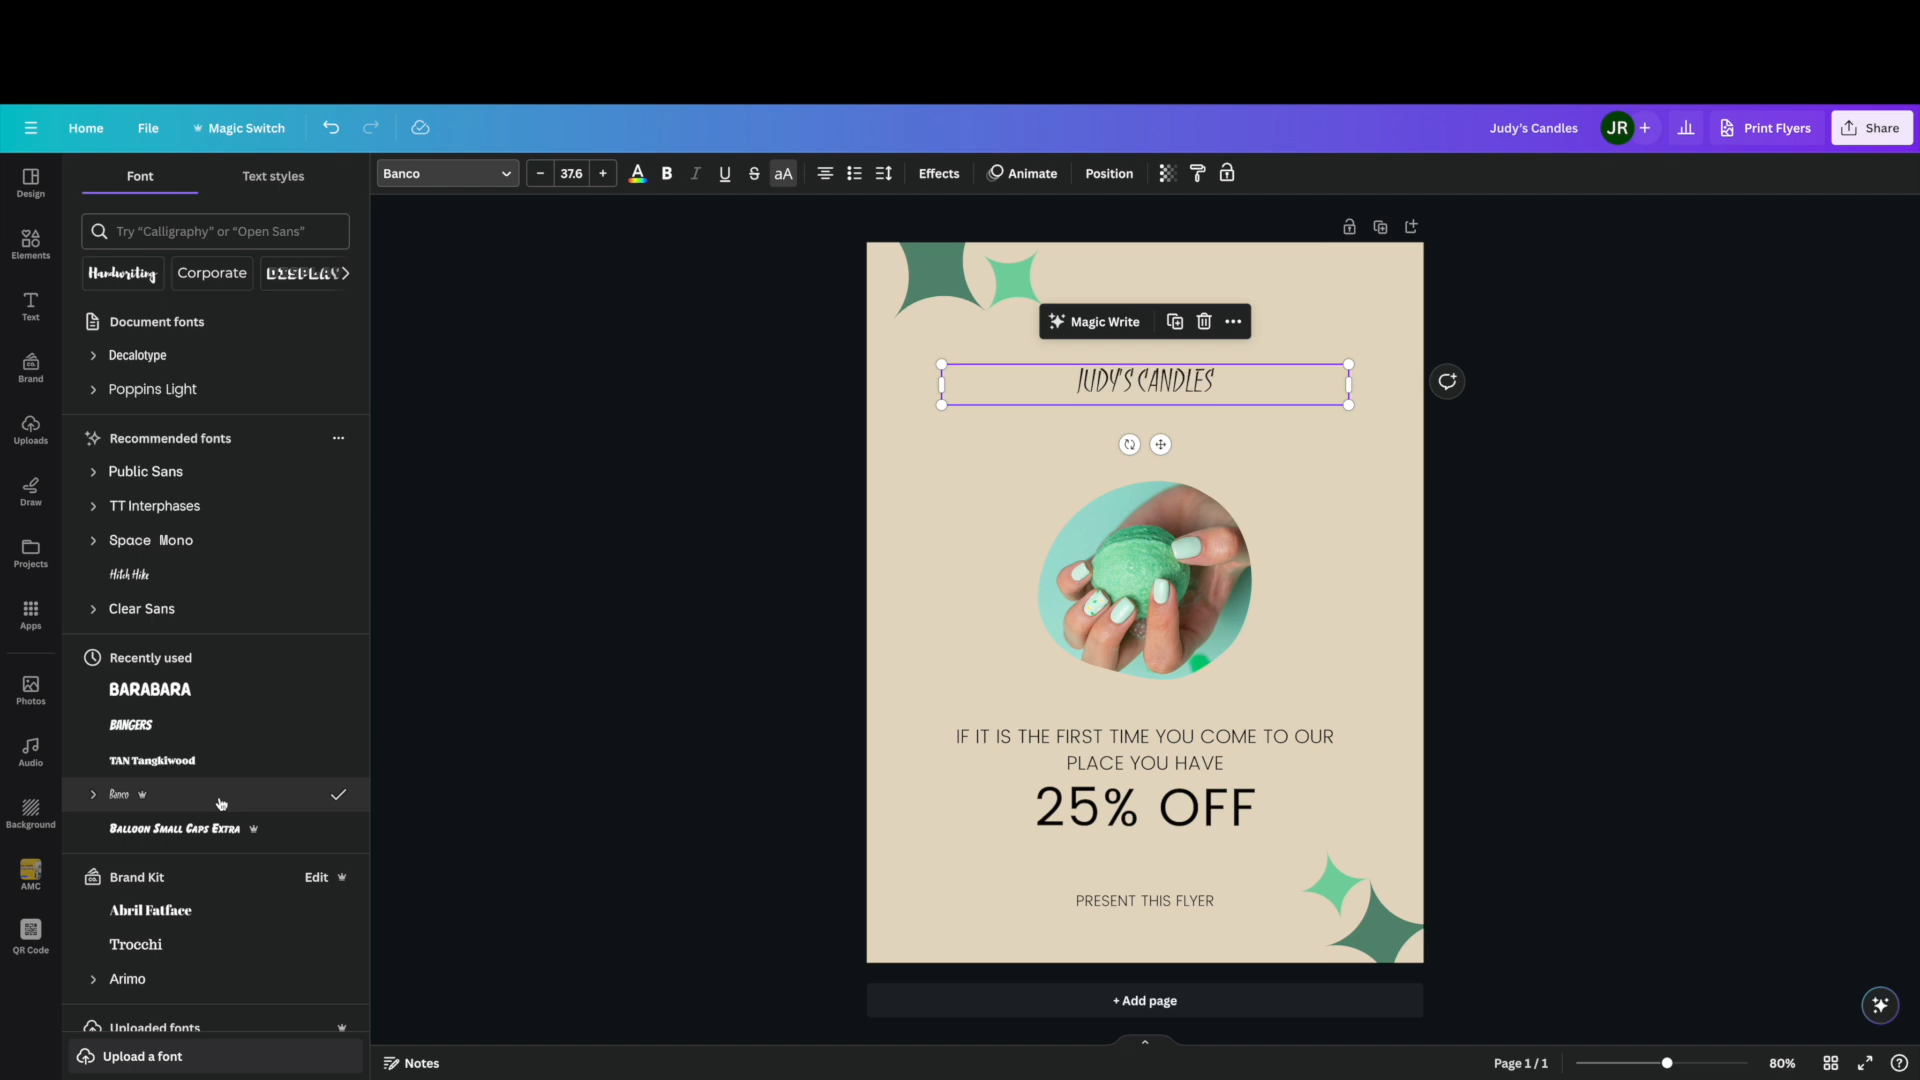 Home File Magic Switch Judy's Candles JR + Print Flyers Share
Font Text styles
Banco − 37.6 + A B I U S aA Effects Animate Position
Try “Calligraphy” or “Open Sans”
Handwriting Corporate DISPLAY
Document fonts
Decalotype
Poppins Light
Recommended fonts
Public Sans
TT Interphases
Space Mono
Hitch Hike
Clear Sans
Recently used
BARABARA
BANGERS
TAN Tangkiwood
Banco
Balloon Small Caps Extra
Brand Kit Edit
Abril Fatface
Trocchi
Arimo
Uploaded fonts
Upload a font
Design
Elements
Text
Brand
Uploads
Draw
Projects
Apps
Photos
Audio
Background
AMC
QR Code
Magic Write
JUDY'S CANDLES
IF IT IS THE FIRST TIME YOU COME TO OUR
PLACE YOU HAVE
25% OFF
PRESENT THIS FLYER
+ Add page
Notes Page 1 / 1 80%